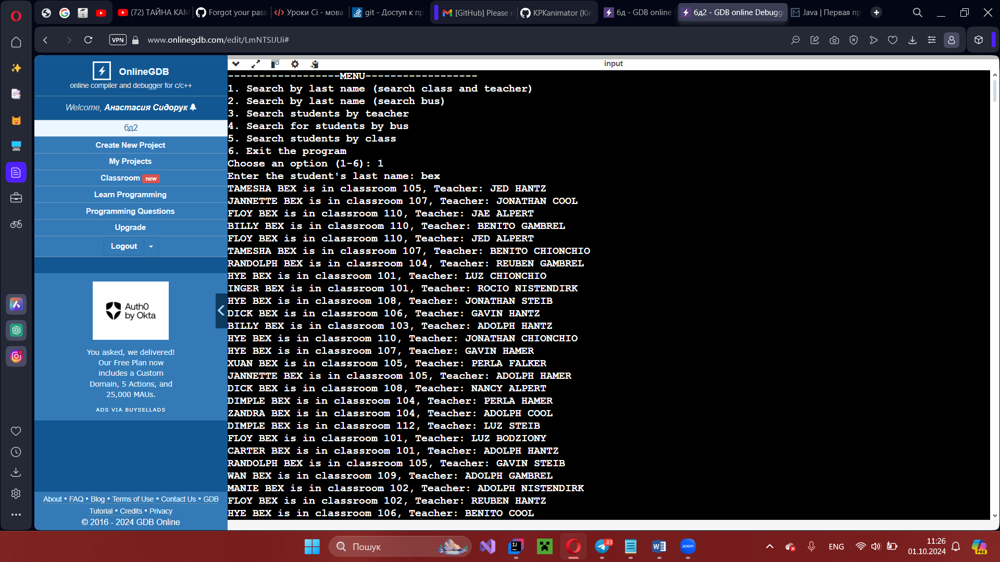 (72) ТАЙНА КАМ
Forgot your pass
Уроки Сі - мова
git - Доступ к пр
[GitHub] Please r
KPKanimator (Kin
бд - GDB online
бд2 - GDB online Debugge
Java | Первая пр
VPN
www.onlinegdb.com/edit/LmNTSIJUi#
OnlineGDB
online compiler and debugger for c/c++
Welcome, Анастасия Сидорук
бд2
Create New Project
My Projects
Classroom new
Learn Programming
Programming Questions
Upgrade
Logout
Auth0
by Okta
You asked, we delivered!
Our Free Plan now
includes a Custom
Domain, 5 Actions, and
25,000 MAUs.
ADS VIA BUYSELLADS
About • FAQ • Blog • Terms of Use • Contact Us • GDB
Tutorial • Credits • Privacy
© 2016 - 2024 GDB Online
input
------------------MENU------------------
1. Search by last name (search class and teacher)
2. Search by last name (search bus)
3. Search students by teacher
4. Search for students by bus
5. Search students by class
6. Exit the program
Choose an option (1-6): 1
Enter the student's last name: bex
TAMESHA BEX is in classroom 105, Teacher: JED HANTZ
JANNETTE BEX is in classroom 107, Teacher: JONATHAN COOL
FLOY BEX is in classroom 110, Teacher: JAE ALPERT
BILLY BEX is in classroom 110, Teacher: BENITO GAMBREL
FLOY BEX is in classroom 110, Teacher: JED ALPERT
TAMESHA BEX is in classroom 107, Teacher: BENITO CHIONCHIO
RANDOLPH BEX is in classroom 104, Teacher: REUBEN GAMBREL
HYE BEX is in classroom 101, Teacher: LUZ CHIONCHIO
INGER BEX is in classroom 101, Teacher: ROCIO NISTENDIRK
HYE BEX is in classroom 108, Teacher: JONATHAN STEIB
DICK BEX is in classroom 106, Teacher: GAVIN HANTZ
BILLY BEX is in classroom 103, Teacher: ADOLPH HANTZ
HYE BEX is in classroom 110, Teacher: JONATHAN CHIONCHIO
HYE BEX is in classroom 107, Teacher: GAVIN HAMER
XUAN BEX is in classroom 105, Teacher: PERLA FALKER
JANNETTE BEX is in classroom 105, Teacher: ADOLPH HAMER
DICK BEX is in classroom 108, Teacher: NANCY ALPERT
DIMPLE BEX is in classroom 104, Teacher: PERLA HAMER
ZANDRA BEX is in classroom 104, Teacher: ADOLPH COOL
DIMPLE BEX is in classroom 112, Teacher: LUZ STEIB
FLOY BEX is in classroom 101, Teacher: LUZ BODZIONY
CARTER BEX is in classroom 101, Teacher: ADOLPH HANTZ
RANDOLPH BEX is in classroom 105, Teacher: GAVIN STEIB
WAN BEX is in classroom 109, Teacher: ADOLPH GAMBREL
MANIE BEX is in classroom 102, Teacher: ADOLPH NISTENDIRK
FLOY BEX is in classroom 102, Teacher: REUBEN HANTZ
HYE BEX is in classroom 106, Teacher: BENITO COOL
Пошук
IJ
83
W
zoom
ENG
11:26
01.10.2024
PRE